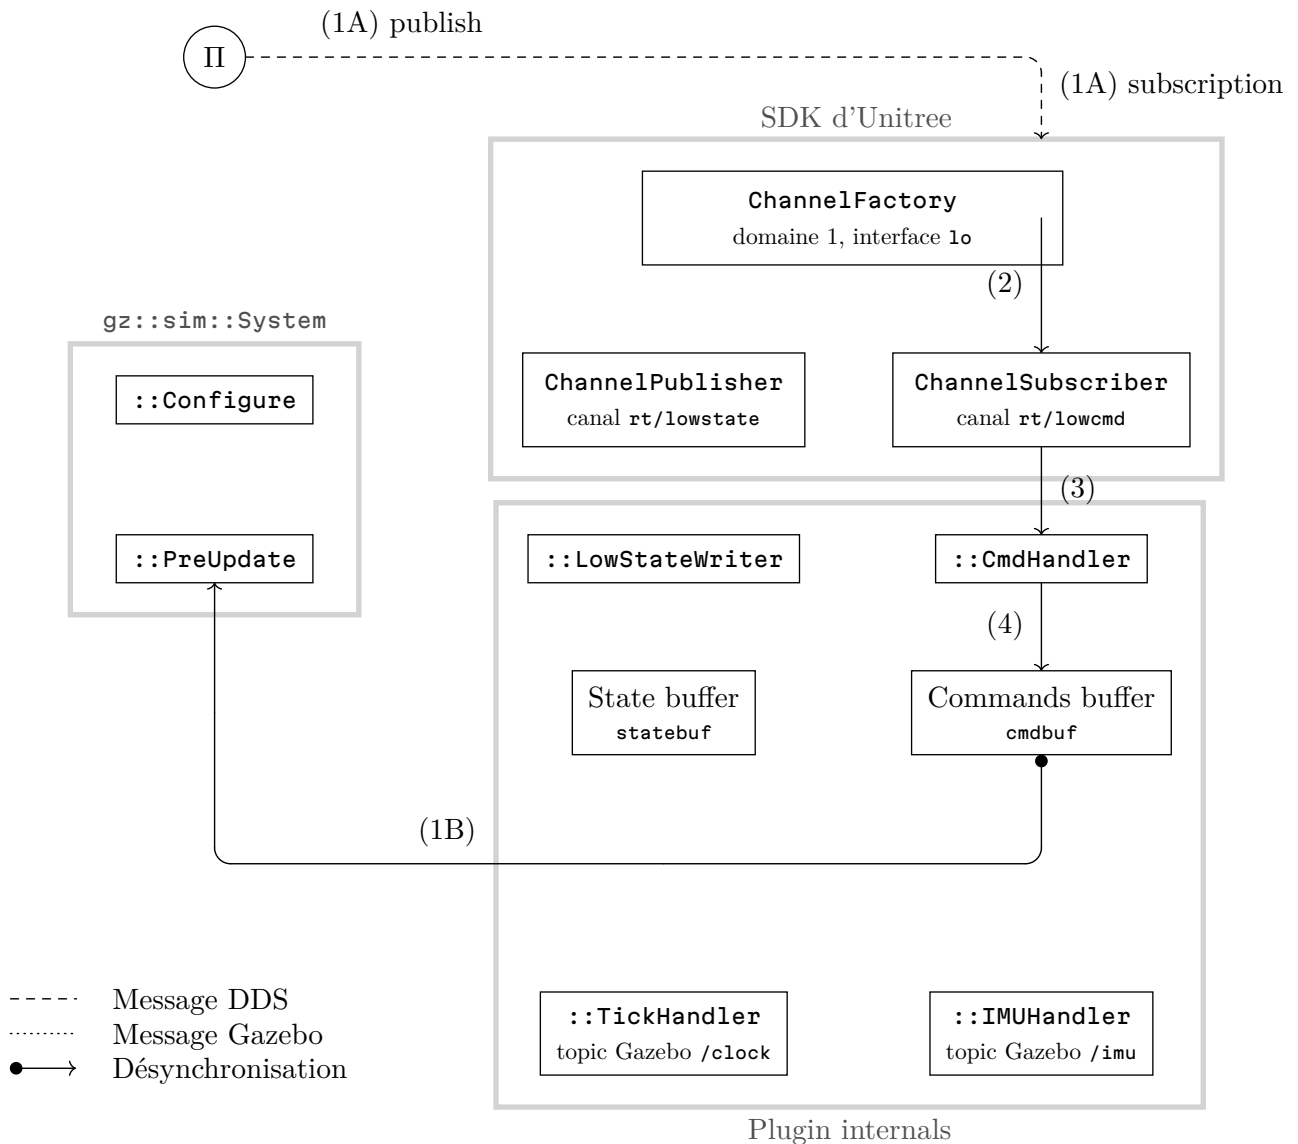 (1A) publish
Π
(1A) subscription
SDK d'Unitree
ChannelFactory
domaine 1, interface lo
(2)
gz::sim::System
::Configure
ChannelPublisher
canal rt/lowstate
ChannelSubscriber
canal rt/lowcmd
(3)
::PreUpdate
::LowStateWriter
::CmdHandler
(4)
State buffer
statebuf
Commands buffer
cmdbuf
(1B)
Message DDS
Message Gazebo
Désynchronisation
::TickHandler
topic Gazebo /clock
::IMUHandler
topic Gazebo /imu
Plugin internals